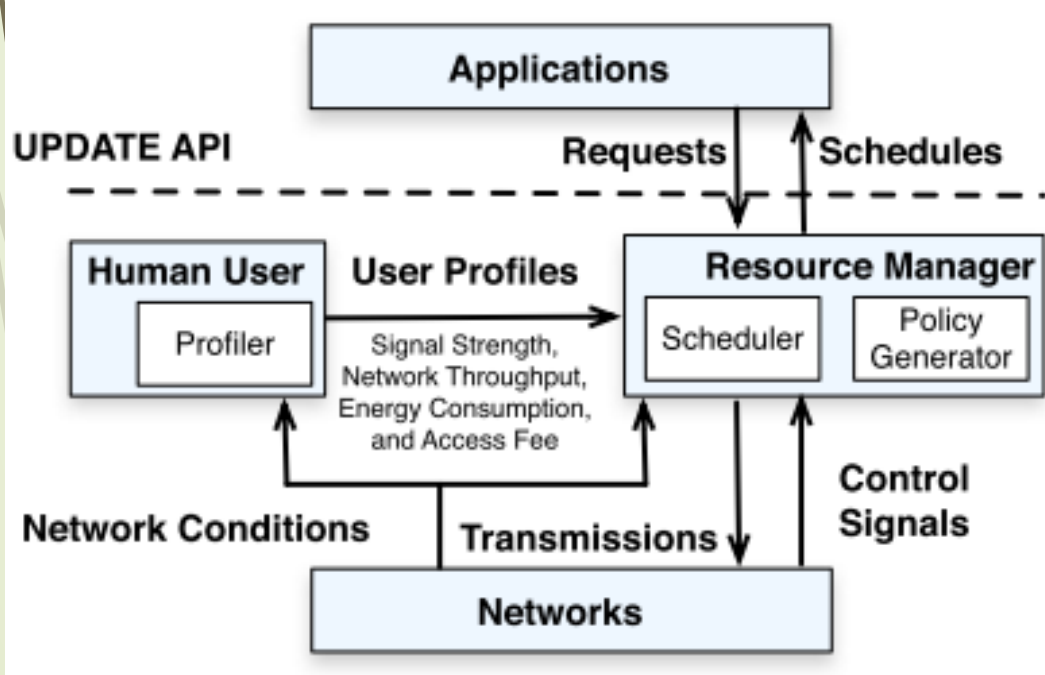 Applications
UPDATE API
Requests
Schedules
Human User
Profiler
User Profiles
Signal Strength,
Network Throughput,
Energy Consumption,
and Access Fee
Resource Manager
Scheduler
Policy
Generator
Network Conditions
Transmissions
Control
Signals
Networks